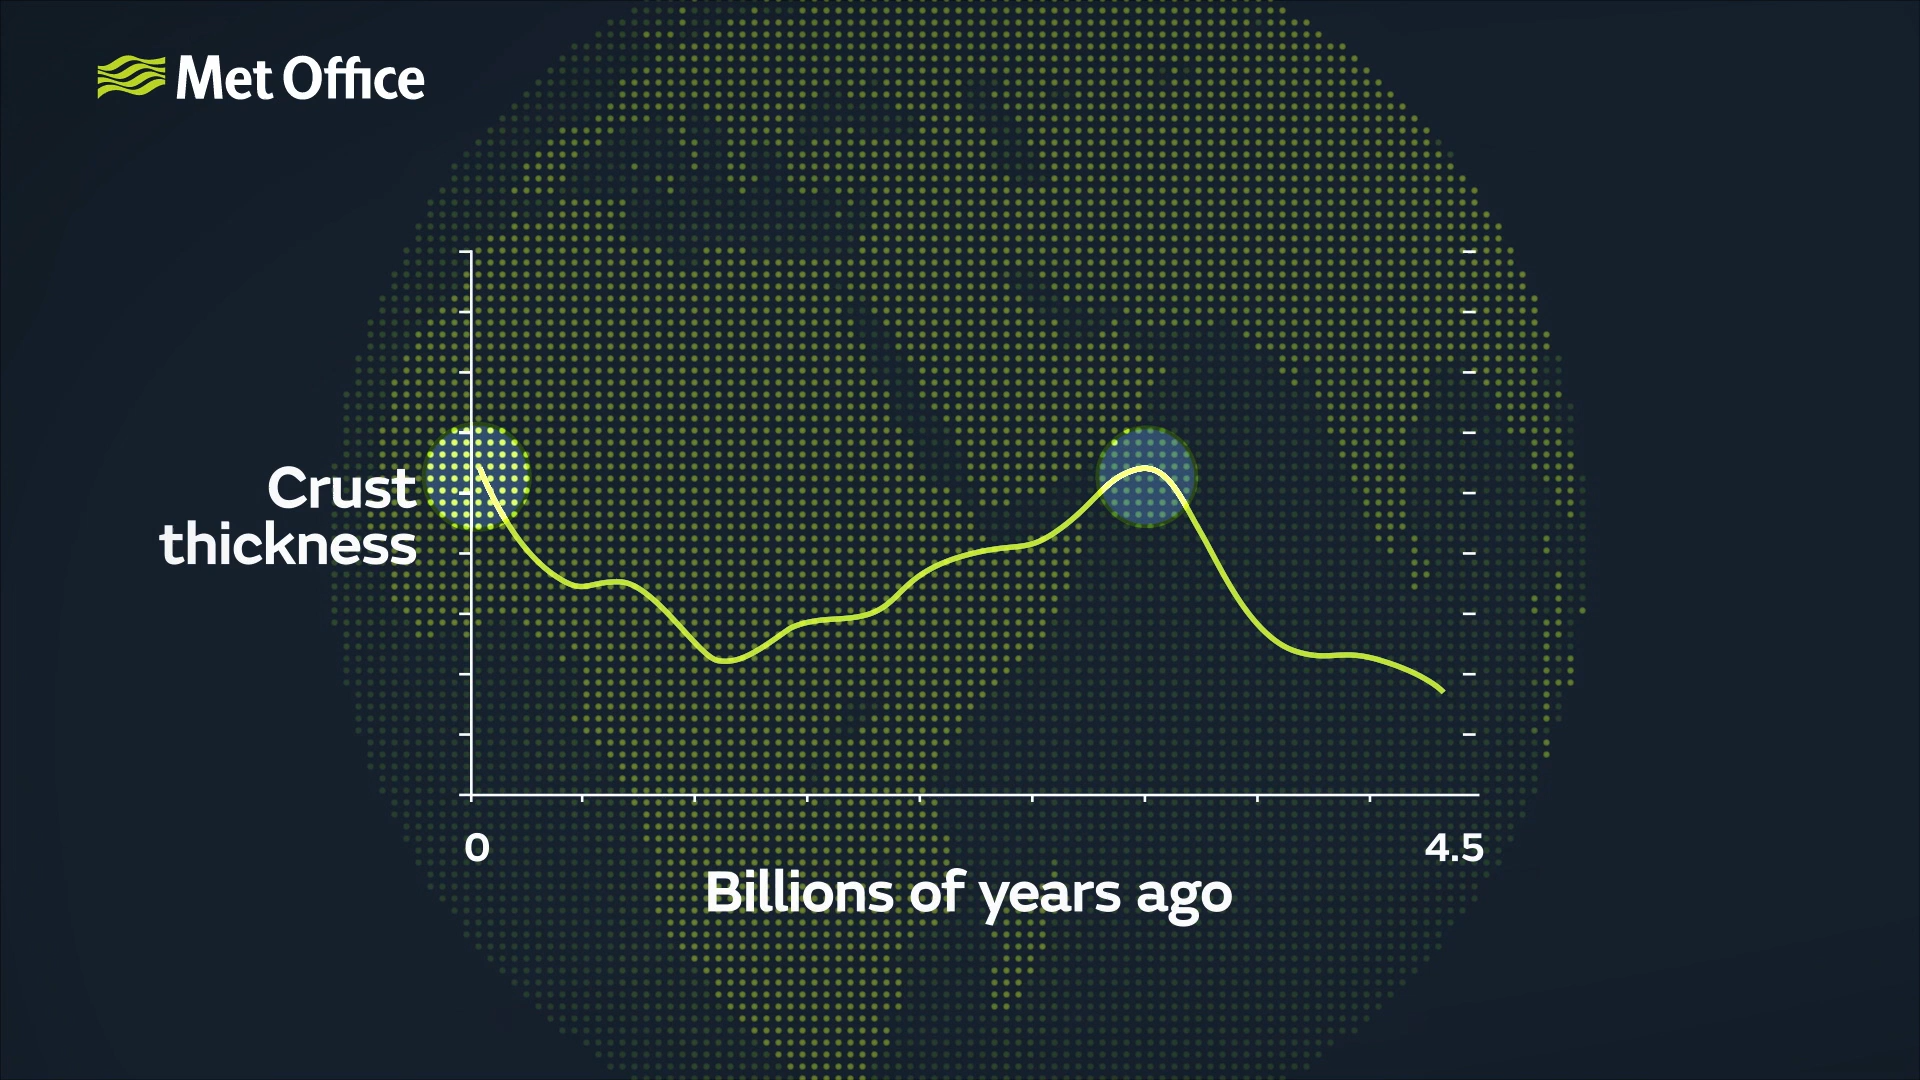 Met Office
Crust
thickness
0
4.5
Billions of years ago